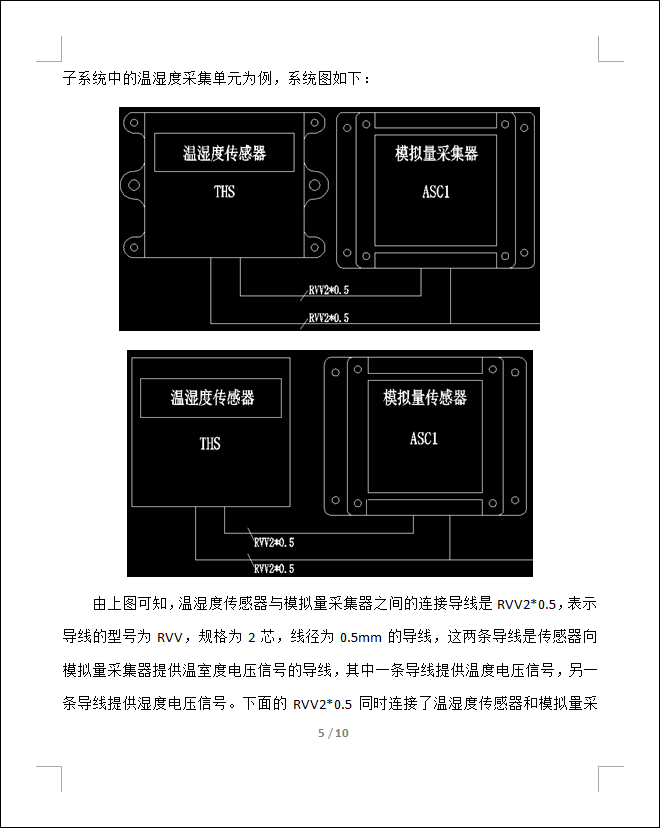 子系统中的温湿度采集单元为例，系统图如下：
温湿度传感器
THS
模拟量采集器
ASC1
RVV2*0.5
RVV2*0.5
温湿度传感器
THS
模拟量传感器
ASC1
RVV2*0.5
RVV2*0.5
由上图可知，温湿度传感器与模拟量采集器之间的连接导线是 RVV2*0.5，表示
导线的型号为 RVV，规格为 2 芯，线径为 0.5mm 的导线，这两条导线是传感器向
模拟量采集器提供温室度电压信号的导线，其中一条导线提供温度电压信号，另一
条导线提供湿度电压信号。下面的 RVV2*0.5 同时连接了温湿度传感器和模拟量采
5 / 10